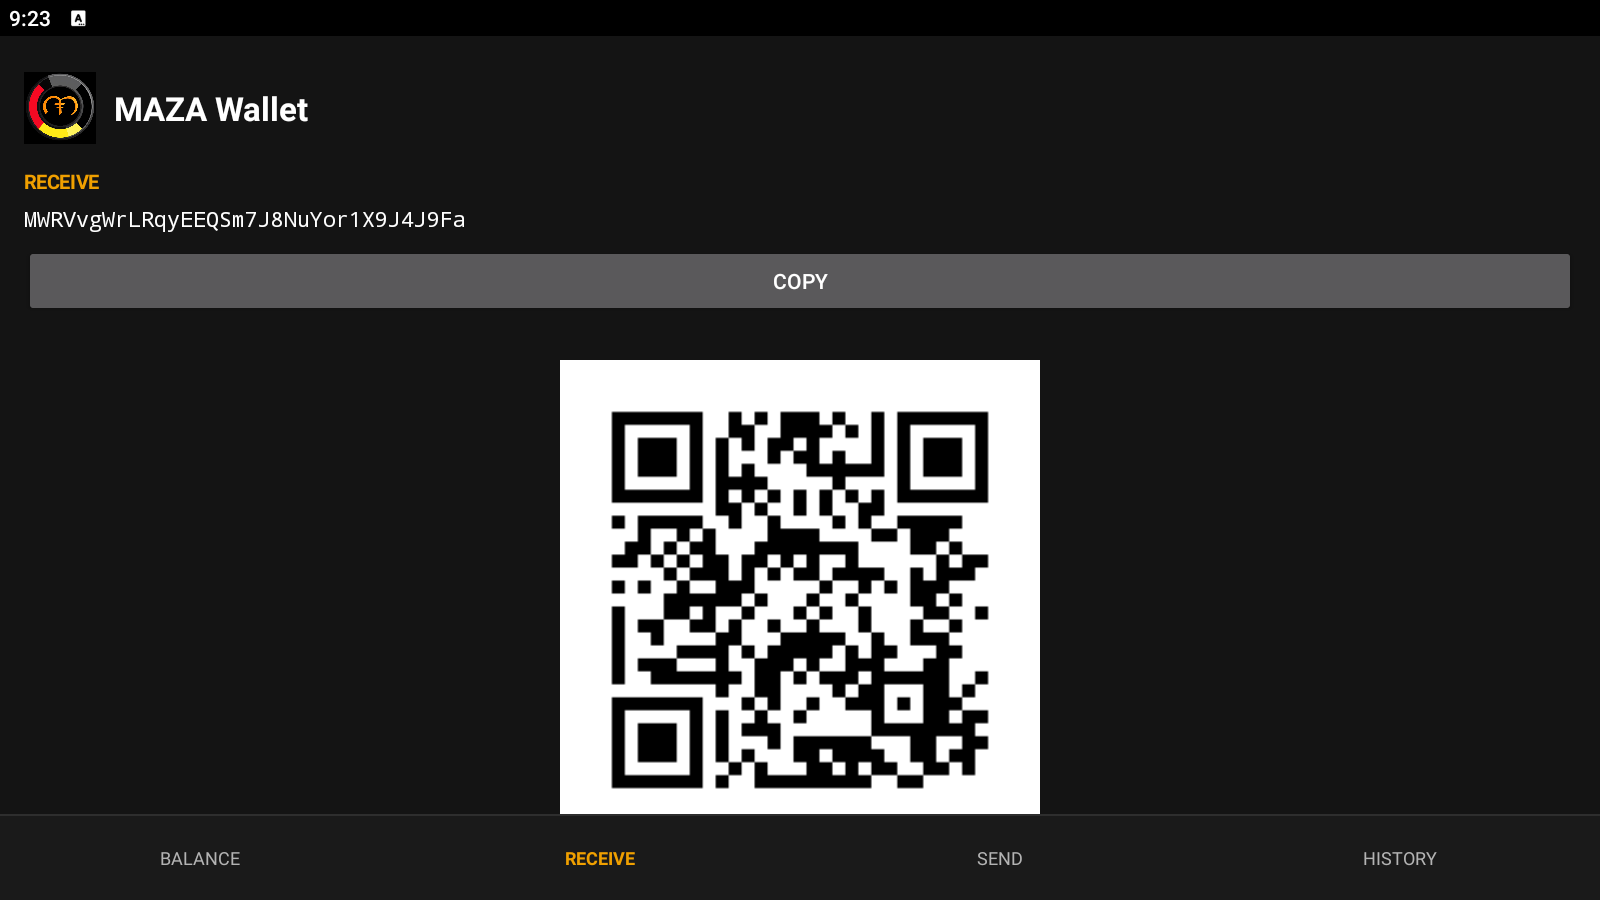 9:23
MAZA Wallet
RECEIVE
MWRVvgWrLRqyEEQSm7J8NuYor1X9J4J9Fa
COPY
BALANCE
RECEIVE
SEND
HISTORY